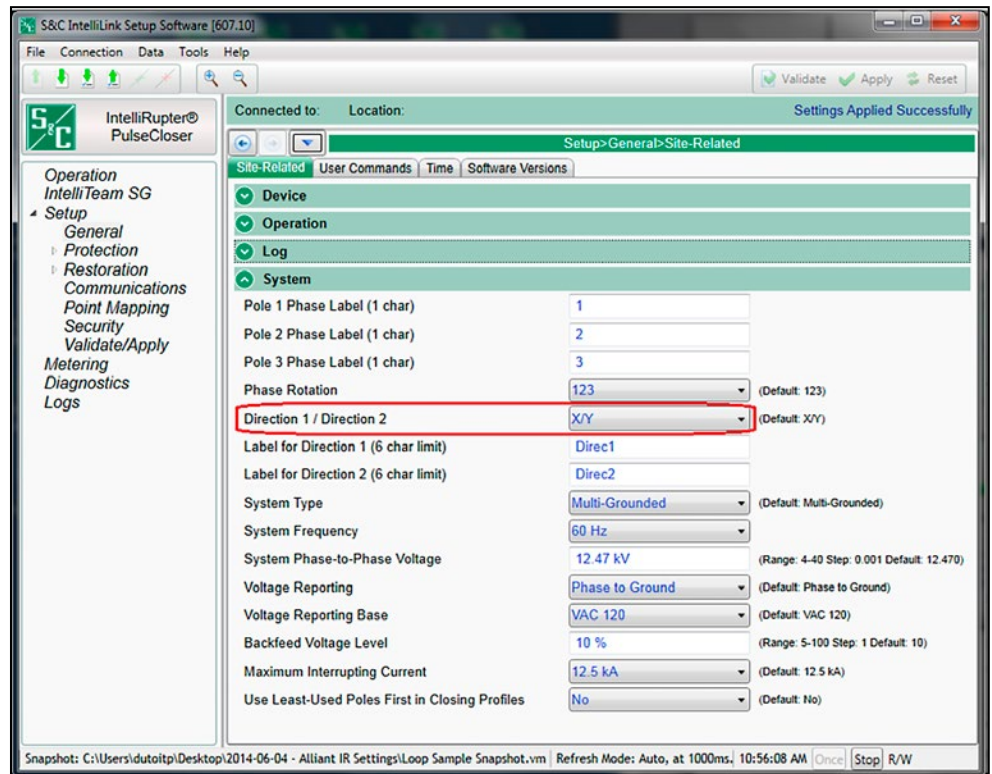 S&C IntelliLink Setup Software [607.10]
File Connection Data Tools Help
Validate Apply Reset
S&C
IntelliRupter®
PulseCloser
Connected to: Location: Settings Applied Successfully
Setup>General>Site-Related
Site-Related User Commands Time Software Versions
Operation
IntelliTeam SG
Setup
General
Protection
Restoration
Communications
Point Mapping
Security
Validate/Apply
Metering
Diagnostics
Logs
Device
Operation
Log
System
Pole 1 Phase Label (1 char) 1
Pole 2 Phase Label (1 char) 2
Pole 3 Phase Label (1 char) 3
Phase Rotation 123 (Default: 123)
Direction 1 / Direction 2 X/Y (Default: X/Y)
Label for Direction 1 (6 char limit) Direc1
Label for Direction 2 (6 char limit) Direc2
System Type Multi-Grounded (Default: Multi-Grounded)
System Frequency 60 Hz
System Phase-to-Phase Voltage 12.47 kV (Range: 4-40 Step: 0.001 Default: 12.470)
Voltage Reporting Phase to Ground (Default: Phase to Ground)
Voltage Reporting Base VAC 120 (Default: VAC 120)
Backfeed Voltage Level 10 % (Range: 5-100 Step: 1 Default: 10)
Maximum Interrupting Current 12.5 kA (Default: 12.5 kA)
Use Least-Used Poles First in Closing Profiles No (Default: No)
Snapshot: C:\Users\dutoitp\Desktop\2014-06-04 - Alliant IR Settings\Loop Sample Snapshot.vm Refresh Mode: Auto, at 1000ms. 10:56:08 AM Once Stop R/W